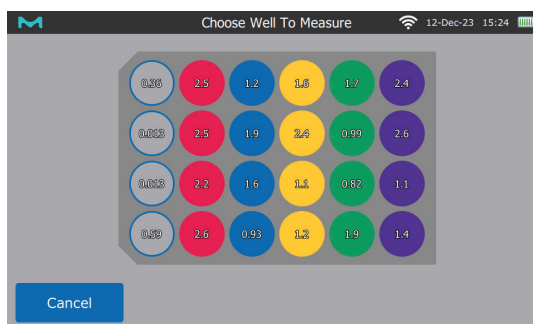 Choose Well To Measure 12-Dec-23 15:24
0.36 2.5 1.2 1.6 1.7 2.4
0.013 2.5 1.9 2.4 0.99 2.6
0.013 2.2 1.6 1.1 0.82 1.1
0.59 2.6 0.93 1.2 1.9 1.4
Cancel